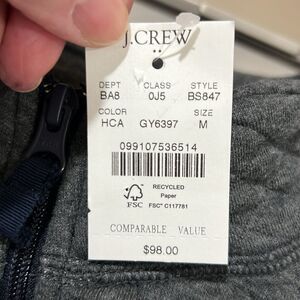 J.CREW
DEPT CLASS STYLE
BA8 0J5 BS847
COLOR SIZE
HCA GY6397 M
099107536514
RECYCLED
Paper
FSC FSC® C117781
COMPARABLE VALUE
$98.00